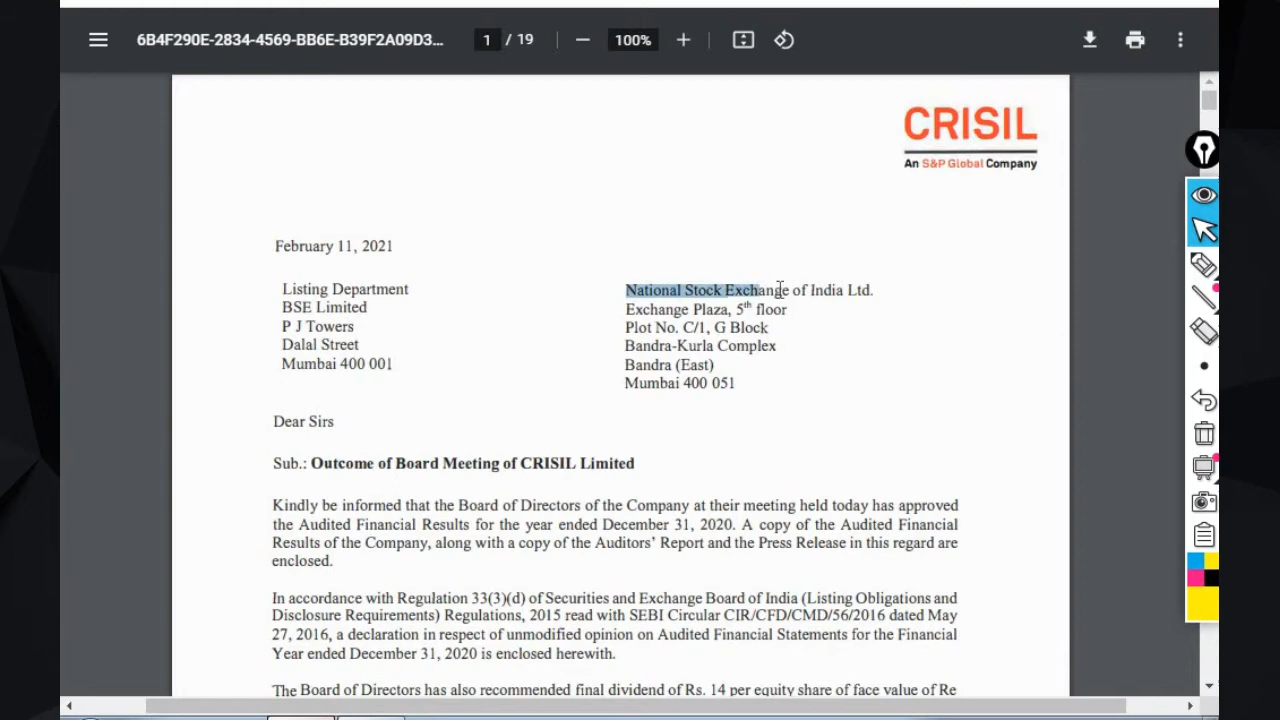 6B4F290E-2834-4569-BB6E-B39F2A09D3... 1 / 19 100%
CRISIL
An S&P Global Company
February 11, 2021
Listing Department
BSE Limited
P J Towers
Dalal Street
Mumbai 400 001
National Stock Exchange of India Ltd.
Exchange Plaza, 5th floor
Plot No. C/1, G Block
Bandra-Kurla Complex
Bandra (East)
Mumbai 400 051
Dear Sirs
Sub.: Outcome of Board Meeting of CRISIL Limited
Kindly be informed that the Board of Directors of the Company at their meeting held today has approved
the Audited Financial Results for the year ended December 31, 2020. A copy of the Audited Financial
Results of the Company, along with a copy of the Auditors' Report and the Press Release in this regard are
enclosed.
In accordance with Regulation 33(3)(d) of Securities and Exchange Board of India (Listing Obligations and
Disclosure Requirements) Regulations, 2015 read with SEBI Circular CIR/CFD/CMD/56/2016 dated May
27, 2016, a declaration in respect of unmodified opinion on Audited Financial Statements for the Financial
Year ended December 31, 2020 is enclosed herewith.
The Board of Directors has also recommended final dividend of Rs. 14 per equity share of face value of Re